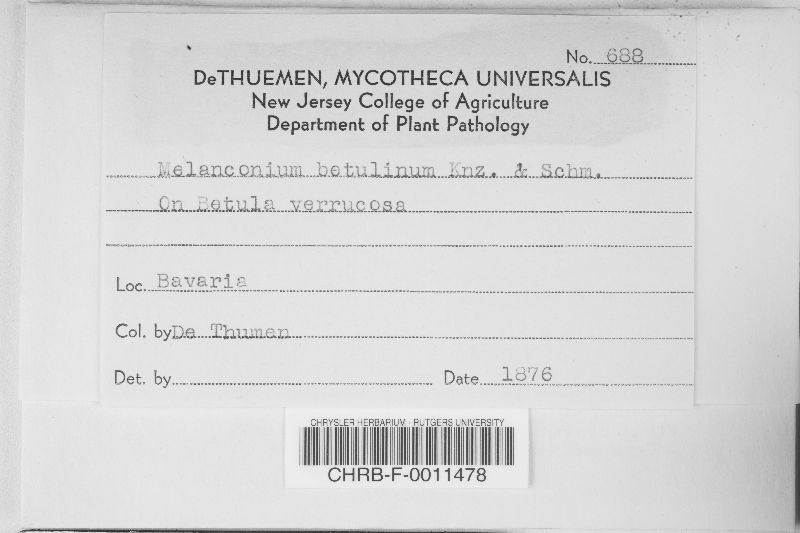 No. 688
DeTHUEMEN, MYCOTHECA UNIVERSALIS
New Jersey College of Agriculture
Department of Plant Pathology
Melanconium betulinum Knz. & Schm.
On Betula verrucosa
Loc. Bavaria
Col. by De Thumen
Det. by
Date 1876
CHRYSLER HERBARIUM - RUTGERS UNIVERSITY
CHRB-F-0011478